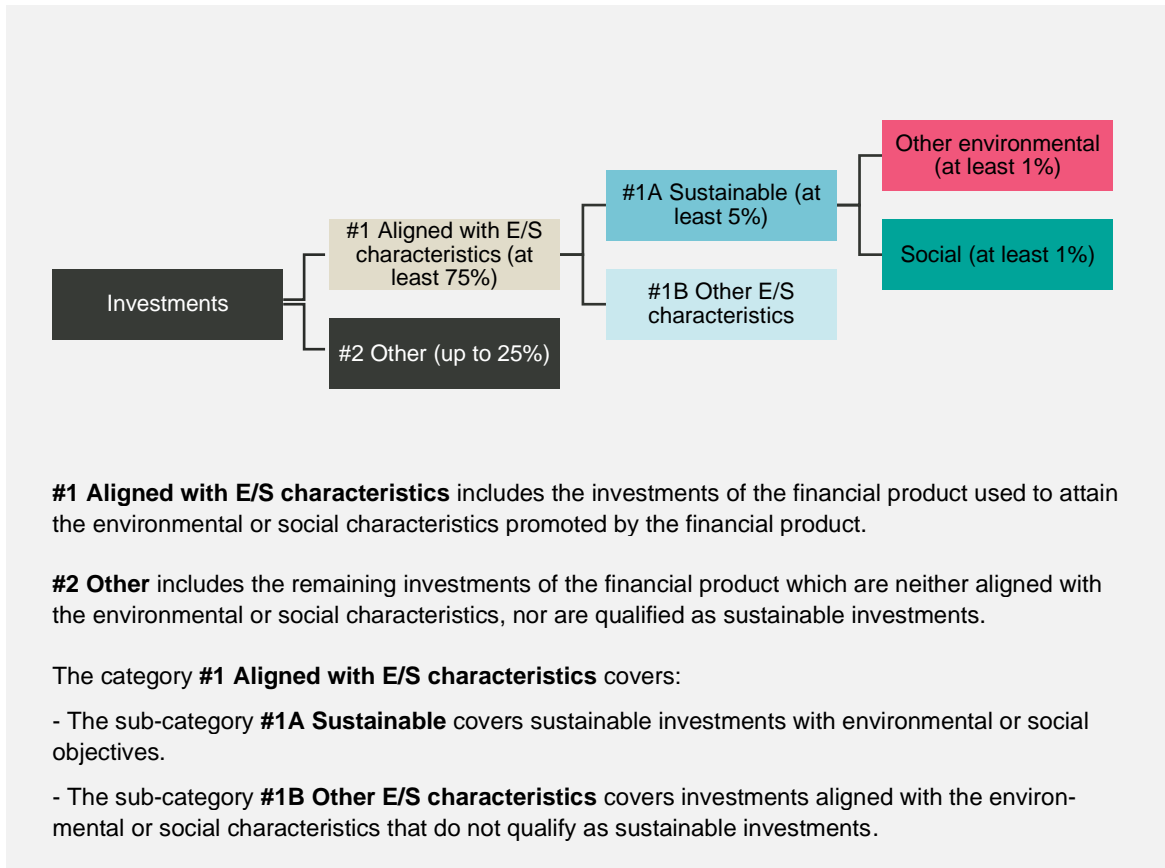 Other environmental
(at least 1%)
#1A Sustainable (at
least 5%)
#1 Aligned with E/S
characteristics (at
least 75%)
Social (at least 1%)
Investments
#1B Other E/S
characteristics
#2 Other (up to 25%)
#1 Aligned with E/S characteristics includes the investments of the financial product used to attain
the environmental or social characteristics promoted by the financial product.
#2 Other includes the remaining investments of the financial product which are neither aligned with
the environmental or social characteristics, nor are qualified as sustainable investments.
The category #1 Aligned with E/S characteristics covers:
- The sub-category #1A Sustainable covers sustainable investments with environmental or social
objectives.
- The sub-category #1B Other E/S characteristics covers investments aligned with the environ-
mental or social characteristics that do not qualify as sustainable investments.